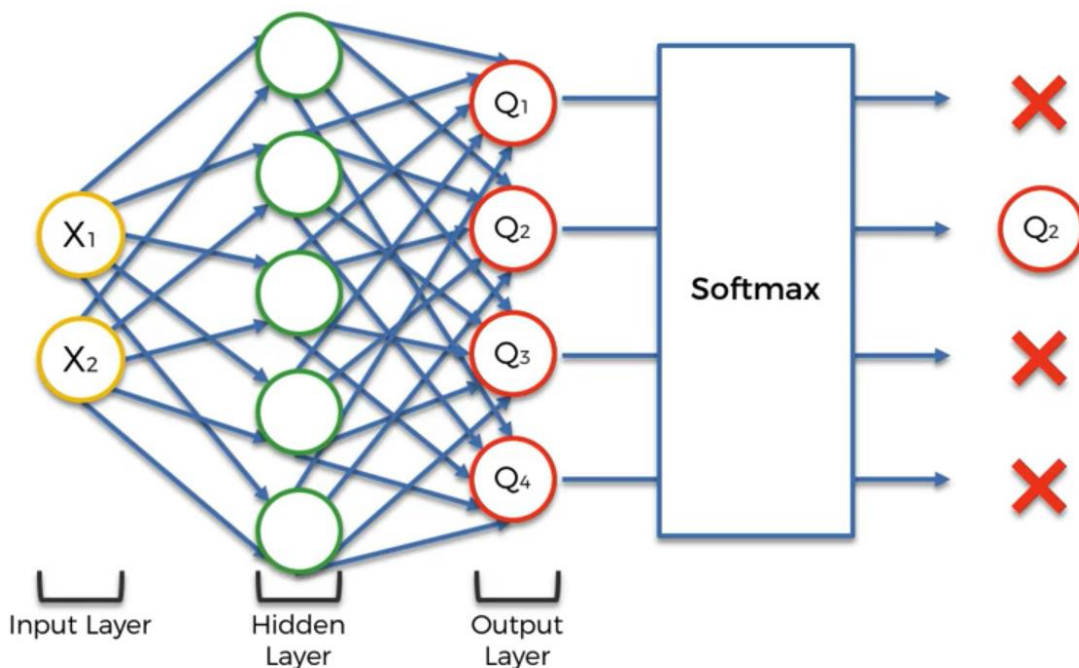 X1
X2
Q1
Q2
Q3
Q4
Softmax
Q2
Input Layer
Hidden
Layer
Output
Layer